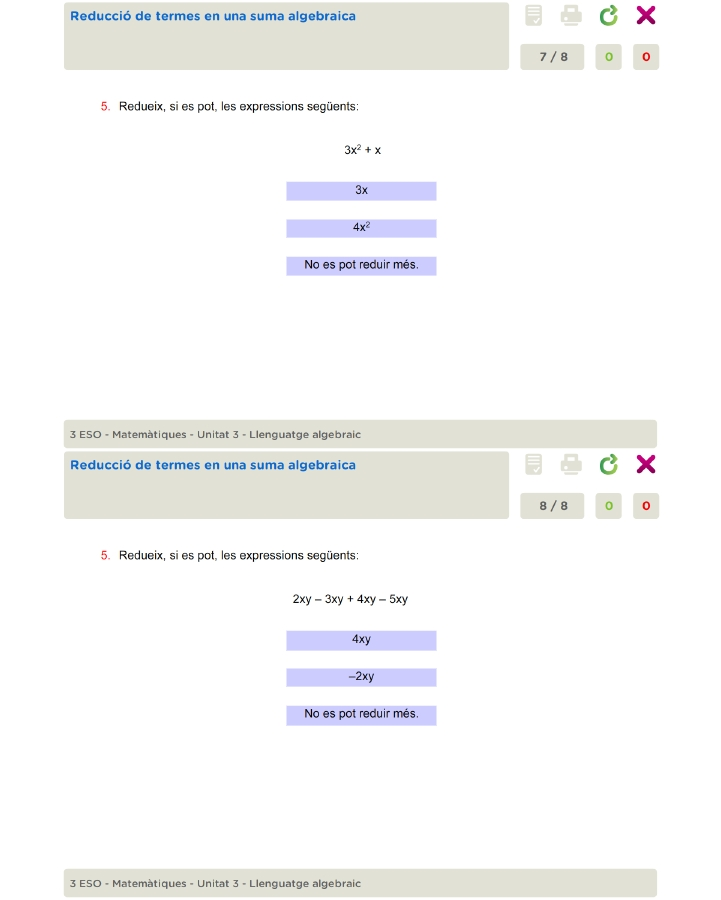 Reducció de termes en una suma algebraica
7 / 8
0
0
5. Redueix, si es pot, les expressions següents:
3x² + x
3x
4x²
No es pot reduir més.
3 ESO - Matemàtiques - Unitat 3 - Llenguatge algebraic
Reducció de termes en una suma algebraica
8 / 8
0
0
5. Redueix, si es pot, les expressions següents:
2xy – 3xy + 4xy – 5xy
4xy
–2xy
No es pot reduir més.
3 ESO - Matemàtiques - Unitat 3 - Llenguatge algebraic